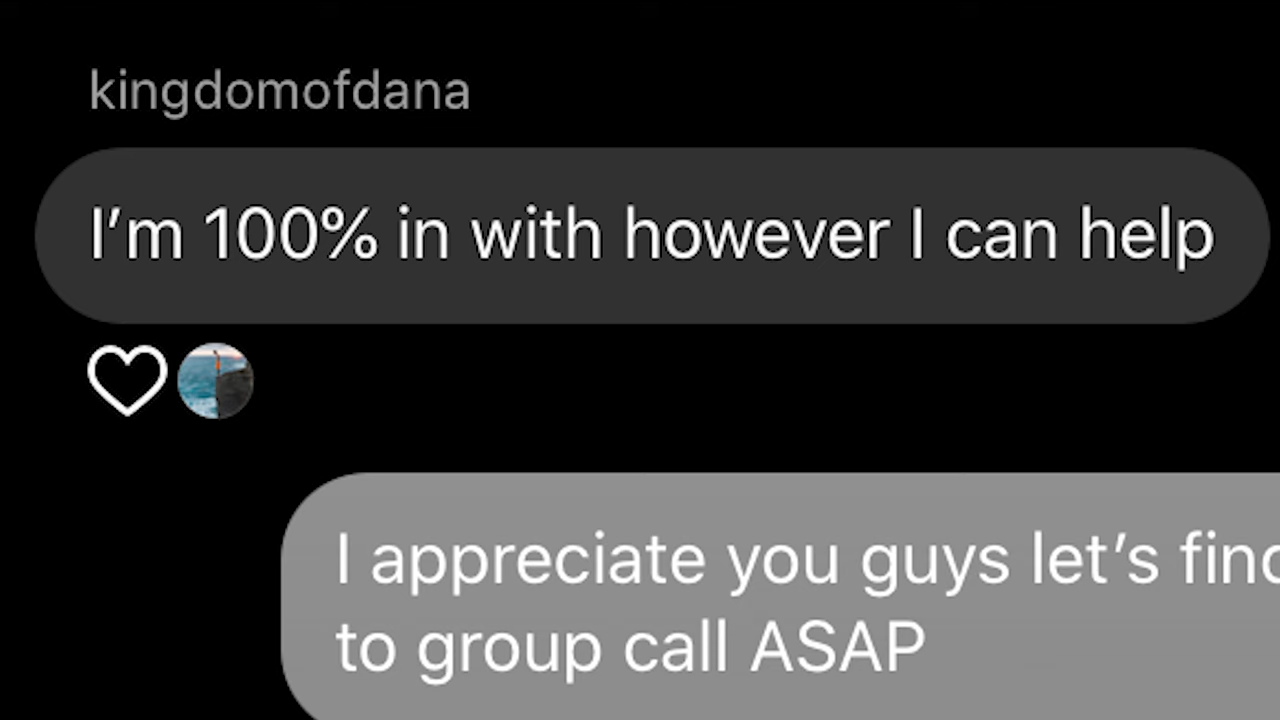 kingdomofdana
I’m 100% in with however I can help
I appreciate you guys let’s
to group call ASAP